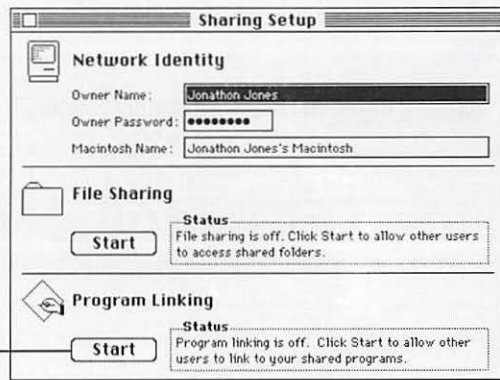 Sharing Setup
Network Identity
Owner Name: Jonathon Jones
Owner Password: ••••••••
Macintosh Name: Jonathon Jones's Macintosh
File Sharing
Status
Start
File sharing is off. Click Start to allow other users
to access shared folders.
Program Linking
Status
Start
Program linking is off. Click Start to allow other
users to link to your shared programs.